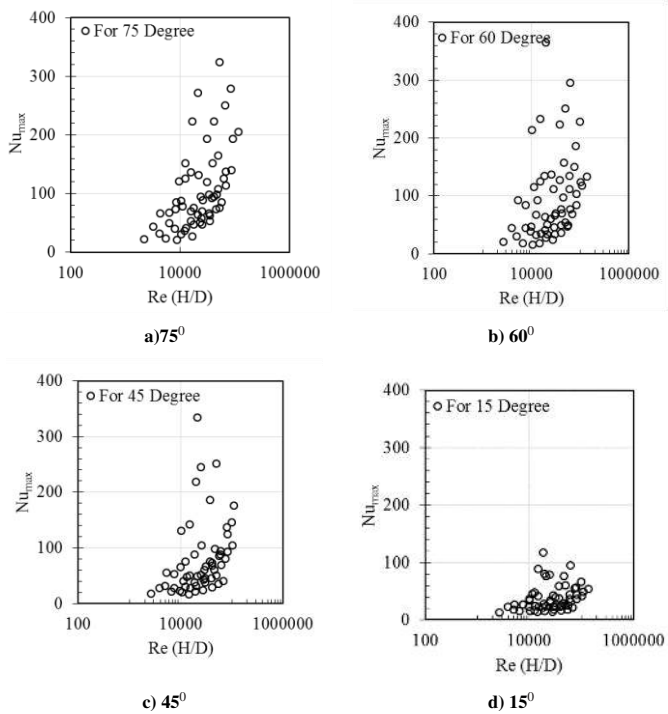 For 75 Degree
400
300
200
100
0
Nu_max
100
10000
1000000
Re (H/D)
a)75⁰
For 60 Degree
400
300
200
100
0
Nu_max
100
10000
1000000
Re (H/D)
b) 60⁰
For 45 Degree
400
300
200
100
0
Nu_max
100
10000
1000000
Re (H/D)
c) 45⁰
For 15 Degree
400
300
200
100
0
Nu_max
100
10000
1000000
Re (H/D)
d) 15⁰